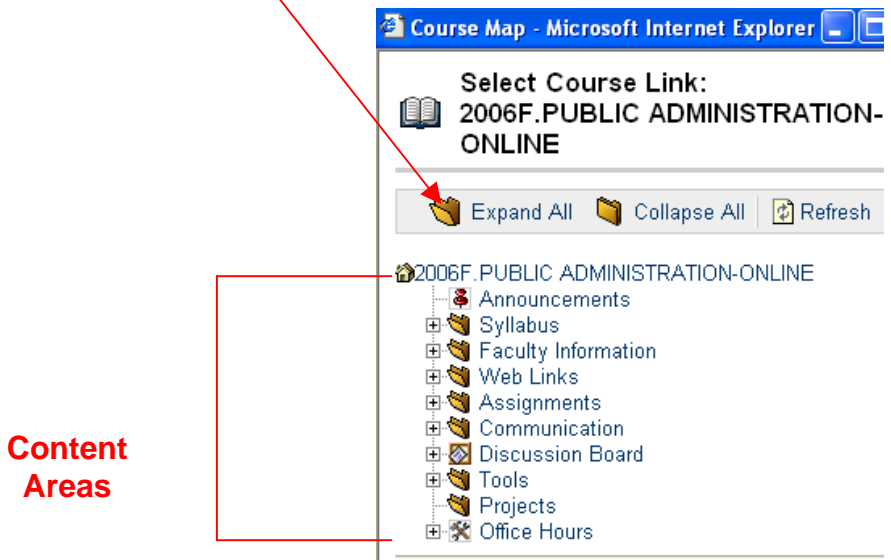 Course Map - Microsoft Internet Explorer
Select Course Link:
2006F.PUBLIC ADMINISTRATION-
ONLINE
Expand All Collapse All Refresh
2006F.PUBLIC ADMINISTRATION-ONLINE
Announcements
Syllabus
Faculty Information
Web Links
Assignments
Communication
Discussion Board
Tools
Projects
Office Hours
Content
Areas